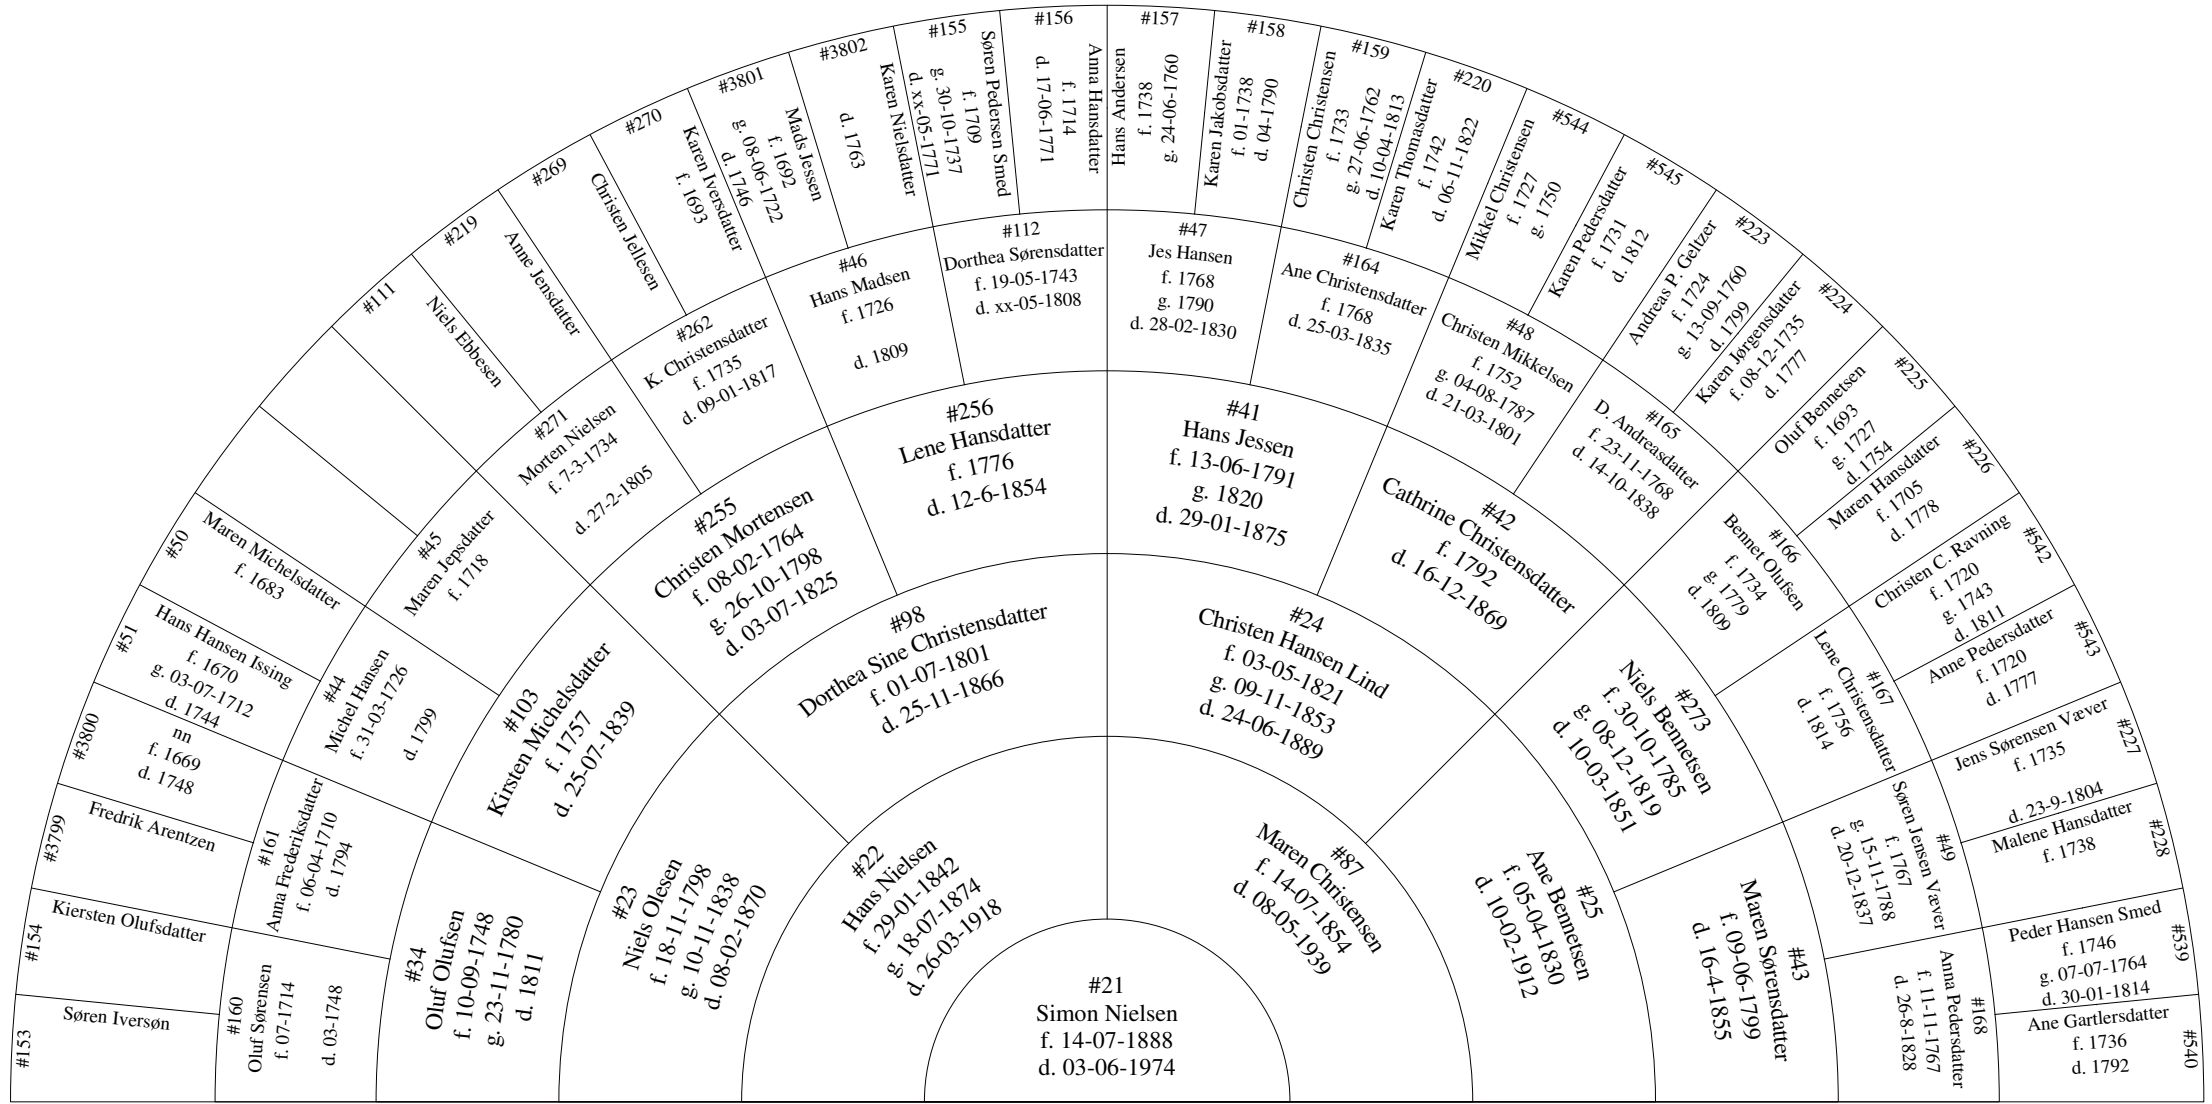 #153
Søren Iversøn
#154
Kiersten Olufsdatter
#3799
Fredrik Arentzen
#3800
nn
f. 1669
d. 1748
#51
Hans Hansen Issing
f. 1670
g. 03-07-1712
d. 1744
#50
Maren Michelsdatter
f. 1683
#111
Niels Ebbesen
#219
Anne Jensdatter
#269
Christen Jellesen
#270
Karen Iversdatter
f. 1693
#3801
Mads Jessen
f. 1692
g. 08-06-1722
d. 1746
#3802
Karen Nielsdatter
d. 1763
#155
Søren Pedersen Smed
f. 1709
g. 30-10-1737
d. xx-05-1771
#156
Anna Hansdatter
f. 1714
d. 17-06-1771
#157
Hans Andersen
f. 1738
g. 24-06-1760
#158
Karen Jakobsdatter
f. 01-1738
d. 04-1790
#159
Christen Christensen
f. 1733
g. 27-06-1762
d. 10-04-1813
#220
Karen Thomasdatter
f. 1742
d. 06-11-1822
#544
Mikkel Christensen
f. 1727
g. 1750
#545
Karen Pedersdatter
f. 1731
d. 1812
#223
Andreas P. Geltzer
f. 1724
g. 13-09-1760
d. 1799
#224
Karen Jørgensdatter
f. 08-12-1735
d. 1777
#225
Oluf Bennetsen
f. 1693
g. 1727
d. 1754
#226
Maren Hansdatter
f. 1705
d. 1778
#542
Christen C. Ravning
f. 1720
g. 1743
d. 1811
#543
Anne Pedersdatter
f. 1720
d. 1777
#227
Jens Sørensen Væver
f. 1735
d. 23-9-1804
#228
Malene Hansdatter
f. 1738
#539
Peder Hansen Smed
f. 1746
g. 07-07-1764
d. 30-01-1814
#540
Ane Gartlersdatter
f. 1736
d. 1792
#160
Oluf Sørensen
f. 07-1714
d. 03-1748
#161
Anna Frederiksdatter
f. 06-04-1710
d. 1794
#44
Michel Hansen
f. 31-03-1726
d. 1799
#45
Maren Jepsdatter
f. 1718
#271
Morten Nielsen
f. 7-3-1734
d. 27-2-1805
#262
K. Christensdatter
f. 1735
d. 09-01-1817
#46
Hans Madsen
f. 1726
d. 1809
#112
Dorthea Sørensdatter
f. 19-05-1743
d. xx-05-1808
#47
Jes Hansen
f. 1768
g. 1790
d. 28-02-1830
#164
Ane Christensdatter
f. 1768
d. 25-03-1835
#48
Christen Mikkelsen
f. 1752
g. 04-08-1787
d. 21-03-1801
#165
D. Andreasdatter
f. 23-11-1768
d. 14-10-1838
#166
Bennet Olufsen
f. 1734
g. 1779
d. 1809
#167
Lene Christensdatter
f. 1756
d. 1814
#49
Søren Jensen Væver
f. 1767
g. 15-11-1788
d. 20-12-1837
#168
Anna Pedersdatter
f. 11-11-1767
d. 26-8-1828
#34
Oluf Olufsen
f. 10-09-1748
g. 23-11-1780
d. 1811
#103
Kirsten Michelsdatter
f. 1757
d. 25-07-1839
#255
Christen Mortensen
f. 08-02-1764
g. 26-10-1798
d. 03-07-1825
#256
Lene Hansdatter
f. 1776
d. 12-6-1854
#41
Hans Jessen
f. 13-06-1791
g. 1820
d. 29-01-1875
#42
Cathrine Christensdatter
f. 1792
d. 16-12-1869
#273
Niels Bennetsen
f. 30-10-1785
g. 08-12-1819
d. 10-03-1851
#43
Maren Sørensdatter
f. 09-06-1799
d. 16-4-1855
#23
Niels Olesen
f. 18-11-1798
g. 10-11-1838
d. 08-02-1870
#98
Dorthea Sine Christensdatter
f. 01-07-1801
d. 25-11-1866
#24
Christen Hansen Lind
f. 03-05-1821
g. 09-11-1853
d. 24-06-1889
#25
Ane Bennetsen
f. 05-04-1830
d. 10-02-1912
#22
Hans Nielsen
f. 29-01-1842
g. 18-07-1874
d. 26-03-1918
#87
Maren Christensen
f. 14-07-1854
d. 08-05-1939
#21
Simon Nielsen
f. 14-07-1888
d. 03-06-1974